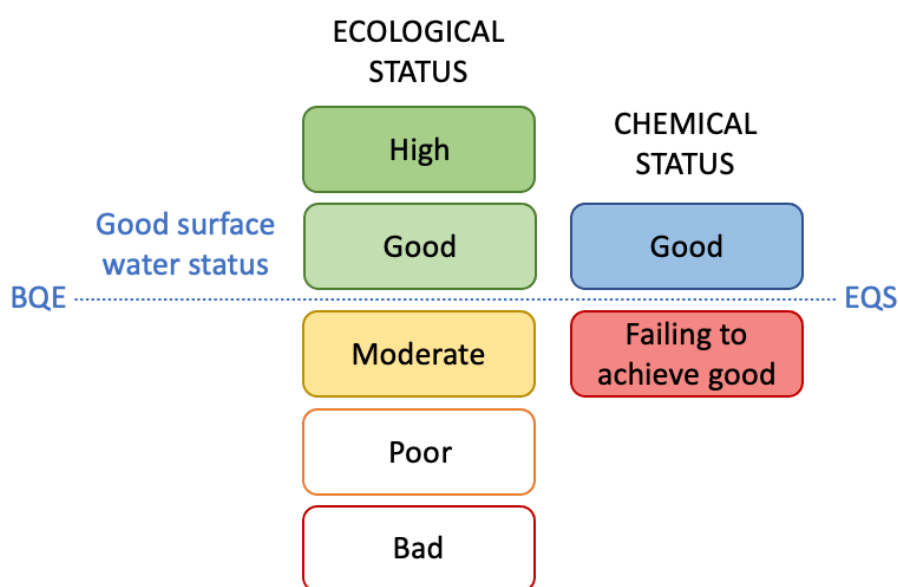 ECOLOGICAL
STATUS
High
CHEMICAL
STATUS
Good surface
water status
Good
Good
BQE
EQS
Moderate
Failing to
achieve good
Poor
Bad